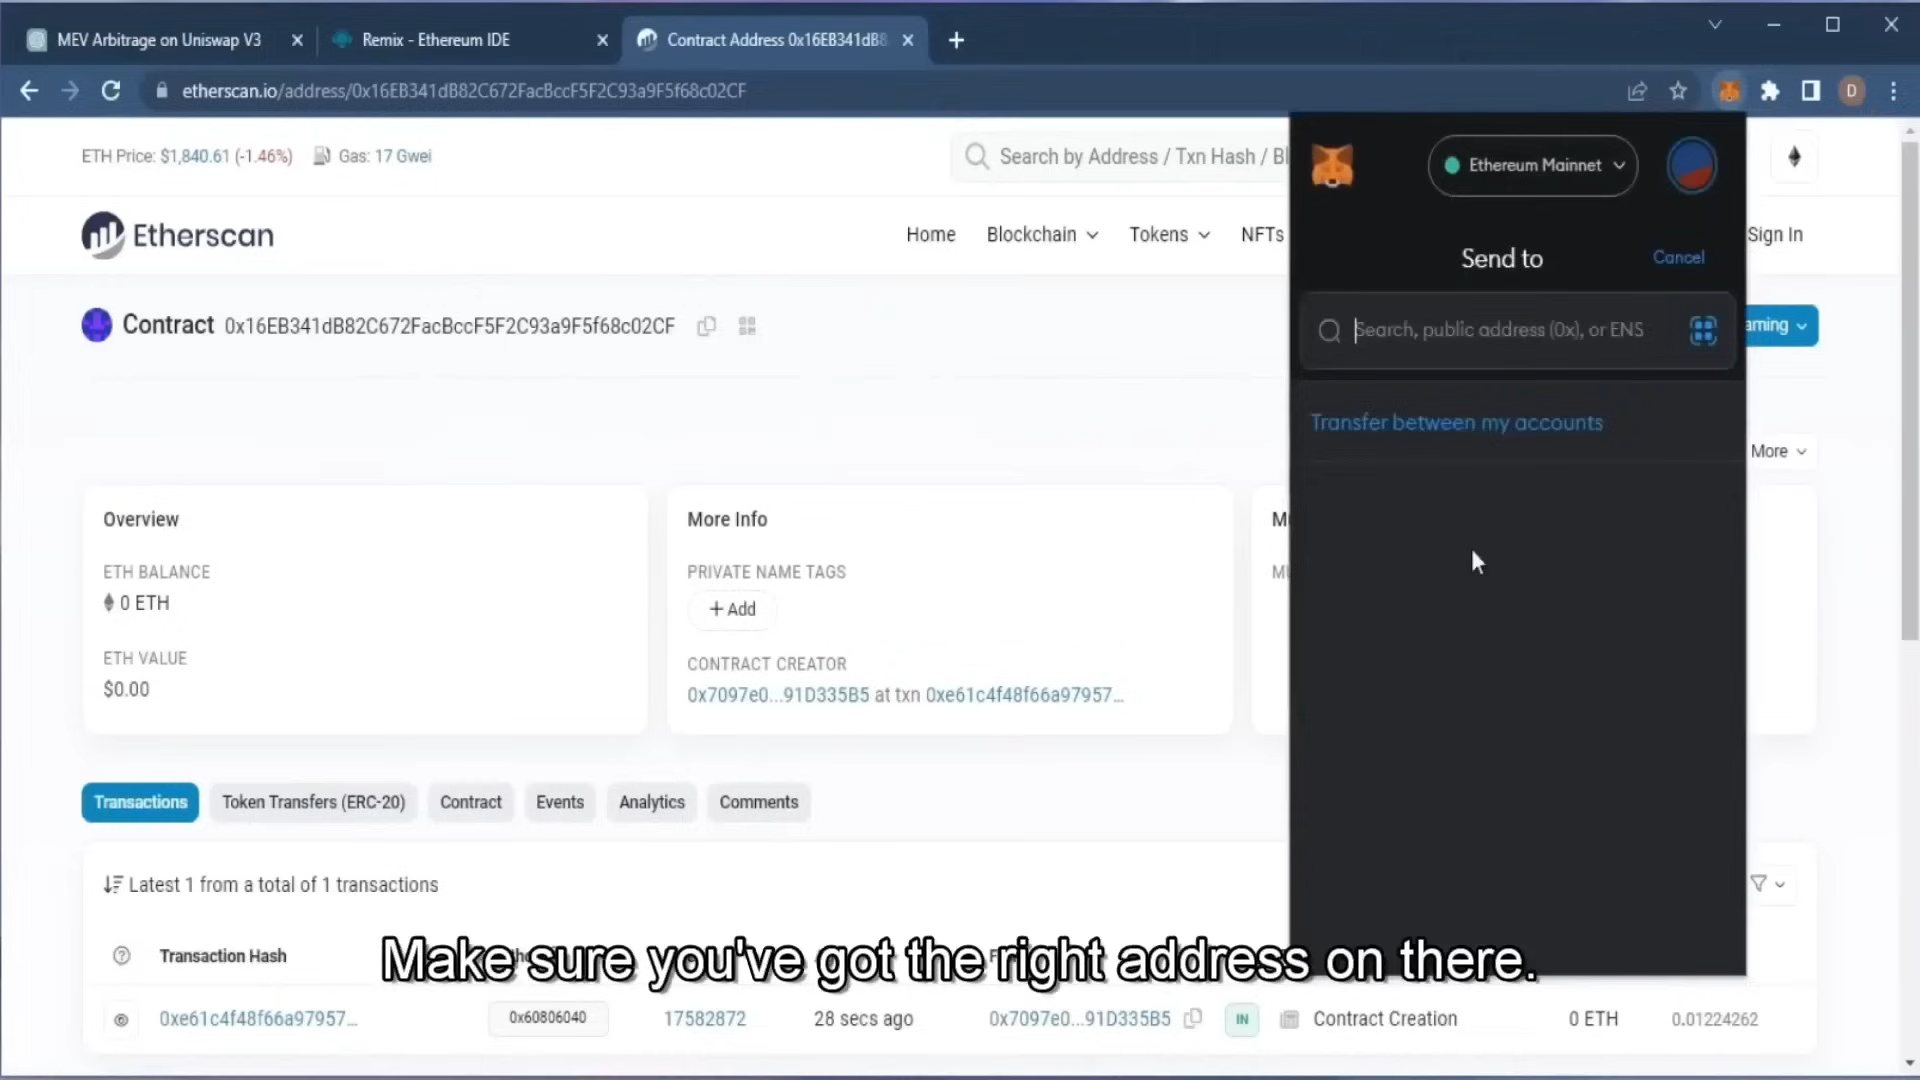 MEV Arbitrage on Uniswap V3
Remix - Ethereum IDE
Contract Address 0x16EB341dB8
etherscan.io/address/0x16EB341dB82C672FacBccF5F2C93a9F5f68c02CF
D
ETH Price: $1,840.61 (-1.46%)
Gas: 17 Gwei
Search by Address / Txn Hash / Bl
Ethereum Mainnet
Etherscan
Home
Blockchain
Tokens
NFTs
Sign In
Send to
Cancel
Contract 0x16EB341dB82C672FacBccF5F2C93a9F5f68c02CF
Search, public address (0x), or ENS
aming
Transfer between my accounts
More
Overview
More Info
ETH BALANCE
0 ETH
PRIVATE NAME TAGS
+ Add
ETH VALUE
$0.00
CONTRACT CREATOR
0x7097e0...91D335B5 at txn 0xe61c4f48f66a97957...
Transactions
Token Transfers (ERC-20)
Contract
Events
Analytics
Comments
Latest 1 from a total of 1 transactions
Transaction Hash
Make sure you've got the right address on there.
0xe61c4f48f66a97957...
0x60806040
17582872
28 secs ago
0x7097e0...91D335B5
IN
Contract Creation
0 ETH
0.01224262